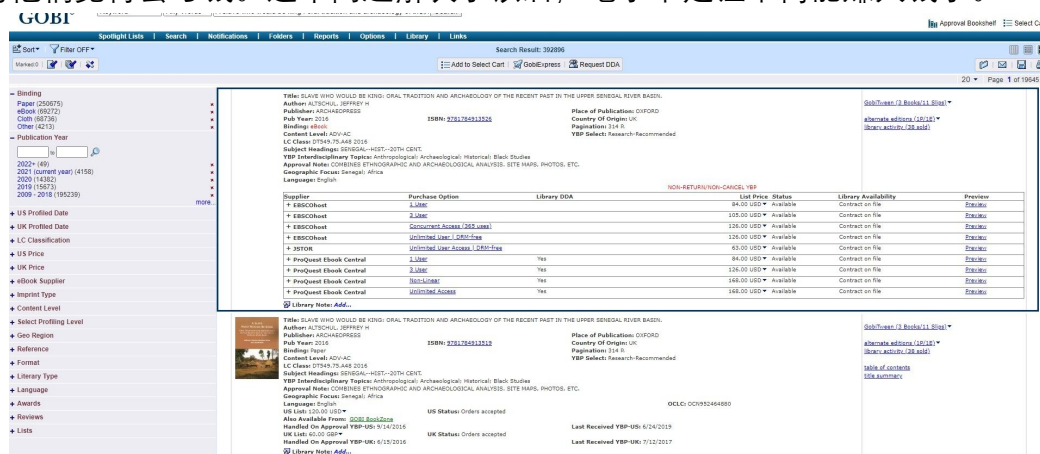 GOBI
Approval Bookshelf Select Ca
Spotlight Lists | Search | Notifications | Folders | Reports | Options | Library | Links
Sort Filter OFF Search Result: 392896
Marked:0 Add to Select Cart GobiExpress Request DDA
20 Page 1 of 19645
Binding
Paper (250675)
eBook (69272)
Cloth (68736)
Other (4213)
Publication Year
to
2022+ (49)
2021 (current year) (4158)
2020 (14382)
2019 (15673)
2009 - 2018 (195239)
more...
+ US Profiled Date
+ UK Profiled Date
+ LC Classification
+ US Price
+ UK Price
+ eBook Supplier
+ Imprint Type
+ Content Level
+ Select Profiling Level
+ Geo Region
+ Reference
+ Format
+ Literary Type
+ Language
+ Awards
+ Reviews
+ Lists
Title: SLAVE WHO WOULD BE KING: ORAL TRADITION AND ARCHAEOLOGY OF THE RECENT PAST IN THE UPPER SENEGAL RIVER BASIN.
Author: ALTSCHUL, JEFFREY H
Publisher: ARCHAEOPRESS Place of Publication: OXFORD
Pub Year: 2016 ISBN: 9781784913526 Country Of Origin: UK
Binding: eBook Pagination: 314 P.
Content Level: ADV-AC YBP Select: Research-Recommended
LC Class: DT549.75.A48 2016
Subject Headings: SENEGAL--HIST.--20TH CENT.
YBP Interdisciplinary Topics: Anthropological; Archaeological; Historical; Black Studies
Approval Note: COMBINES ETHNOGRAPHIC AND ARCHAEOLOGICAL ANALYSIS. SITE MAPS, PHOTOS, ETC.
Geographic Focus: Senegal; Africa
Language: English
GobiTween (3 Books/11 Slips)
alternate editions (1P/1E)
library activity (38 sold)
NON-RETURN/NON-CANCEL YBP
Supplier Purchase Option Library DDA List Price Status Library Availability Preview
+ EBSCOhost 1 User 84.00 USD Available Contract on file Preview
+ EBSCOhost 3 User 105.00 USD Available Contract on file Preview
+ EBSCOhost Concurrent Access (365 uses) 126.00 USD Available Contract on file Preview
+ EBSCOhost Unlimited User | DRM-free 126.00 USD Available Contract on file Preview
+ JSTOR Unlimited User Access | DRM-free 63.00 USD Available Contract on file Preview
+ ProQuest Ebook Central 1 User Yes 84.00 USD Available Contract on file Preview
+ ProQuest Ebook Central 3 User Yes 126.00 USD Available Contract on file Preview
+ ProQuest Ebook Central Non-Linear Yes 168.00 USD Available Contract on file Preview
+ ProQuest Ebook Central Unlimited Access Yes 168.00 USD Available Contract on file Preview
Library Note: Add...
Title: SLAVE WHO WOULD BE KING: ORAL TRADITION AND ARCHAEOLOGY OF THE RECENT PAST IN THE UPPER SENEGAL RIVER BASIN.
Author: ALTSCHUL, JEFFREY H
Publisher: ARCHAEOPRESS Place of Publication: OXFORD
Pub Year: 2016 ISBN: 9781784913519 Country Of Origin: UK
Binding: Paper Pagination: 314 P.
Content Level: ADV-AC YBP Select: Research-Recommended
LC Class: DT549.75.A48 2016
Subject Headings: SENEGAL--HIST.--20TH CENT.
YBP Interdisciplinary Topics: Anthropological; Archaeological; Historical; Black Studies
Approval Note: COMBINES ETHNOGRAPHIC AND ARCHAEOLOGICAL ANALYSIS. SITE MAPS, PHOTOS, ETC.
Geographic Focus: Senegal; Africa
Language: English OCLC: OCN952464880
US List: 120.00 USD US Status: Orders accepted
Also Available From: GOBI BookZone
Handled On Approval YBP-US: 9/14/2016 Last Received YBP-US: 6/24/2019
UK List: 60.00 GBP UK Status: Orders accepted
Handled On Approval YBP-UK: 8/15/2016 Last Received YBP-UK: 7/12/2017
Library Note: Add...
GobiTween (3 Books/11 Slips)
alternate editions (1P/1E)
library activity (38 sold)
table of contents
title summary